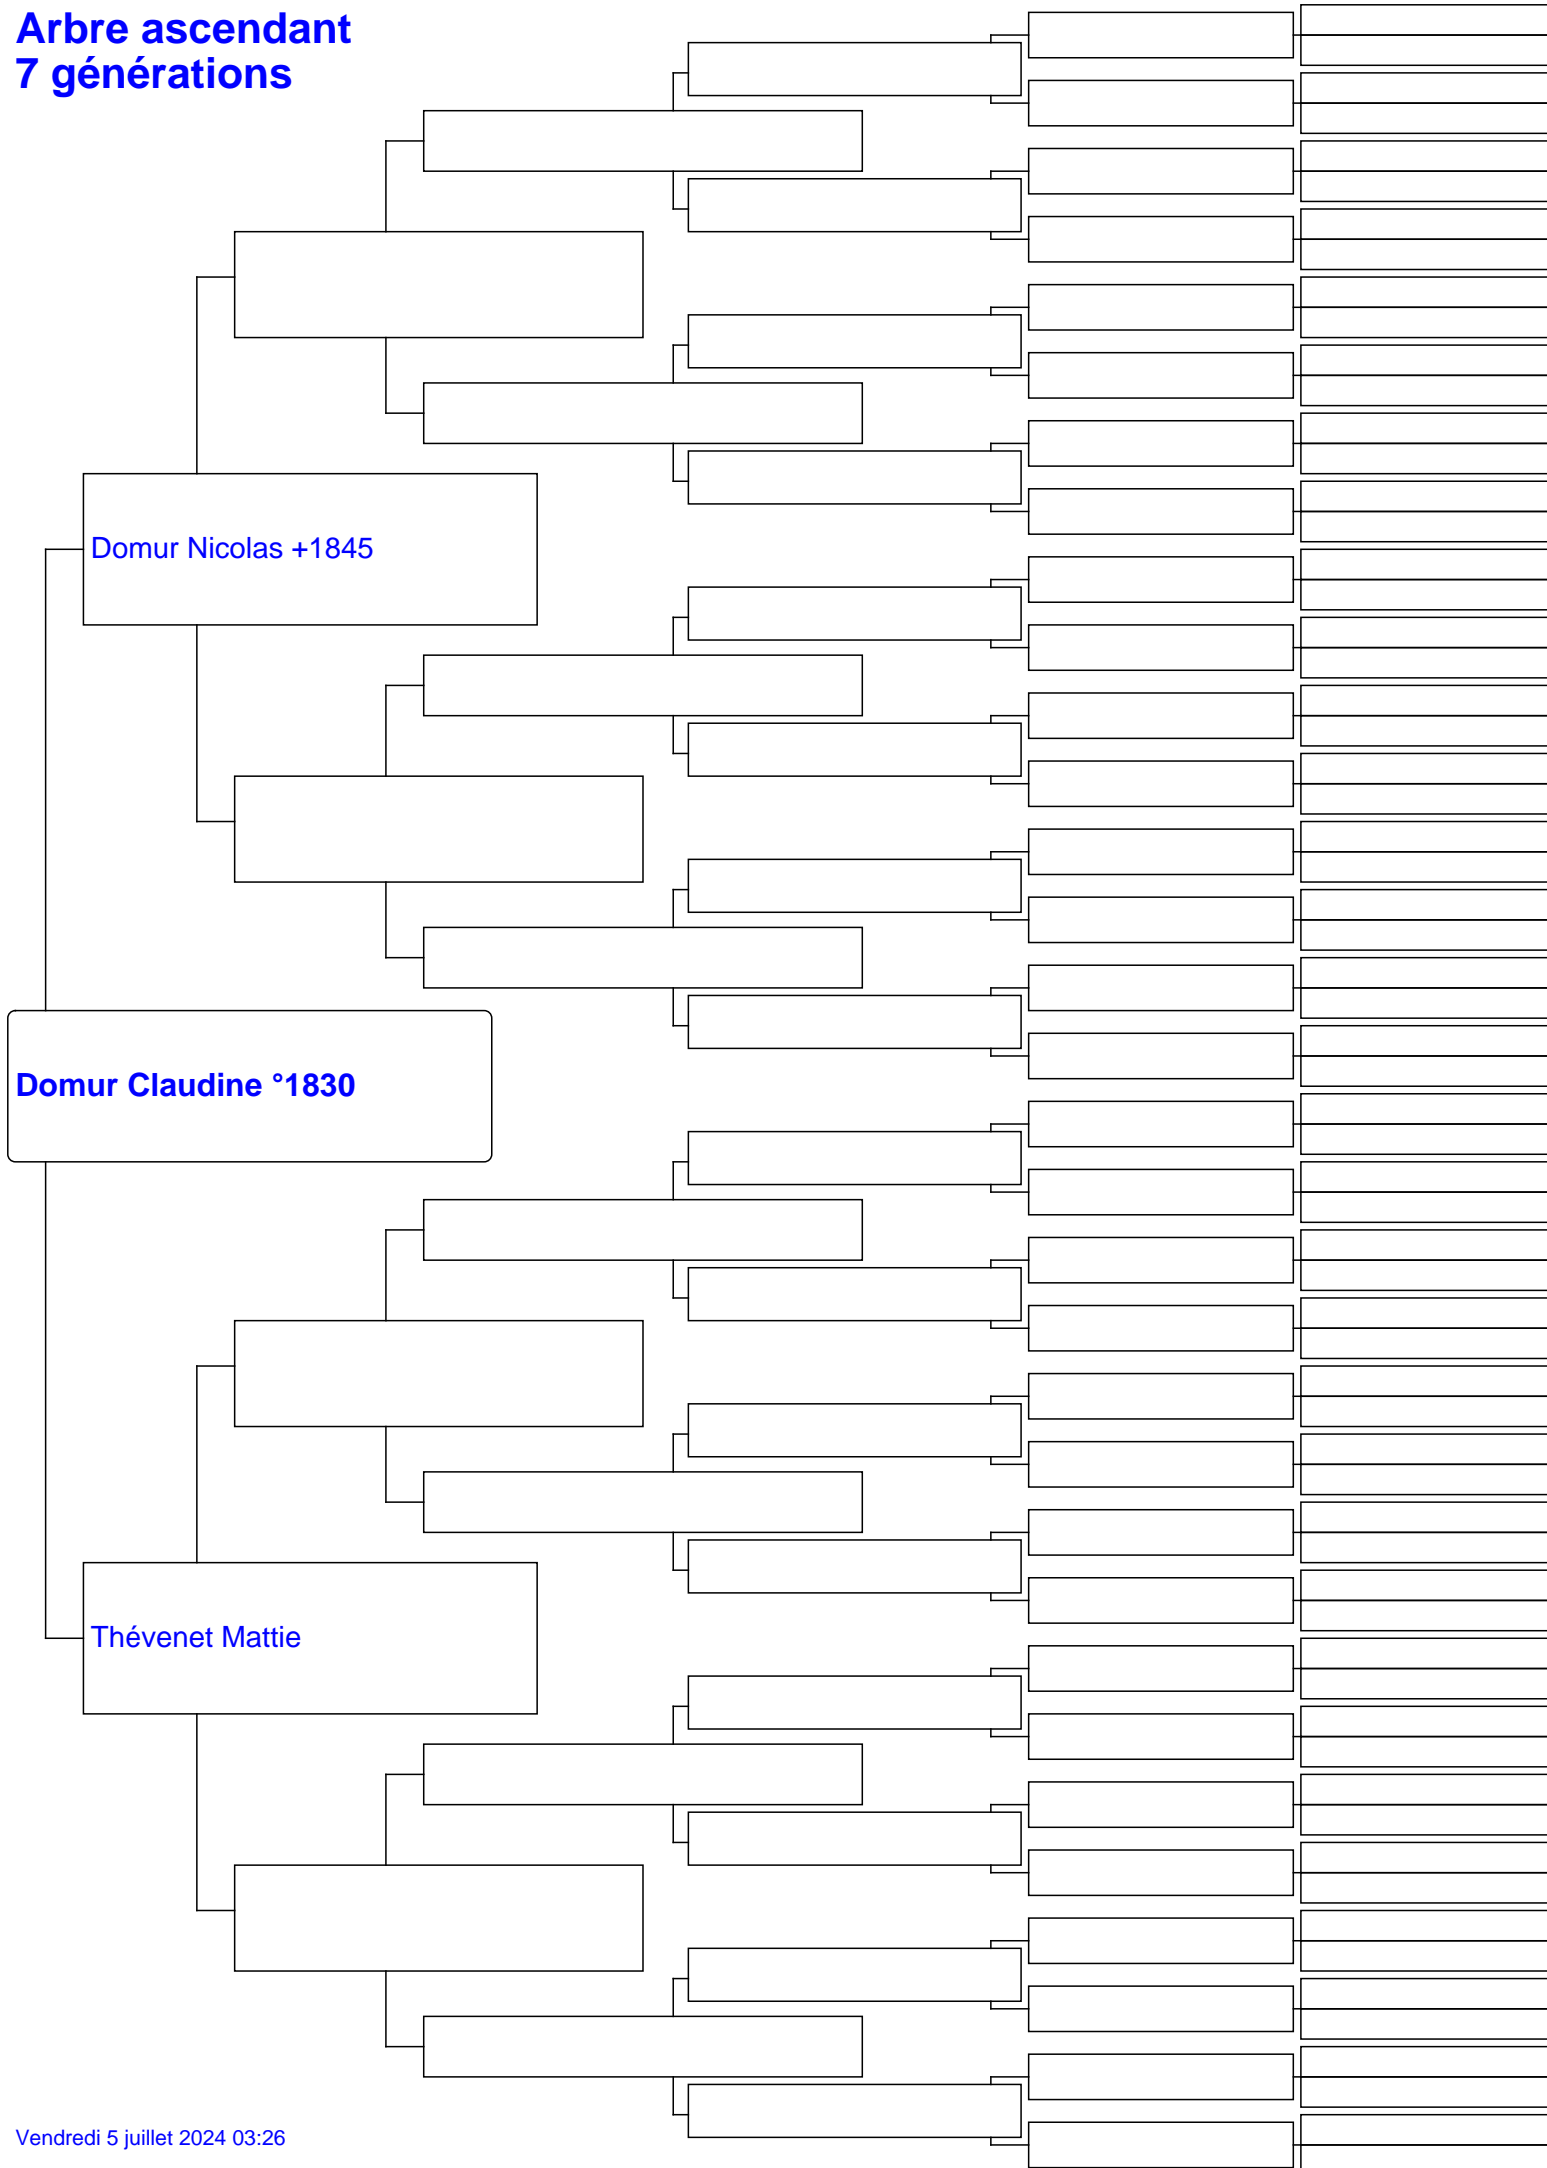 Arbre ascendant
7 générations
Domur Nicolas +1845
Domur Claudine °1830
Thévenet Mattie
Vendredi 5 juillet 2024 03:26